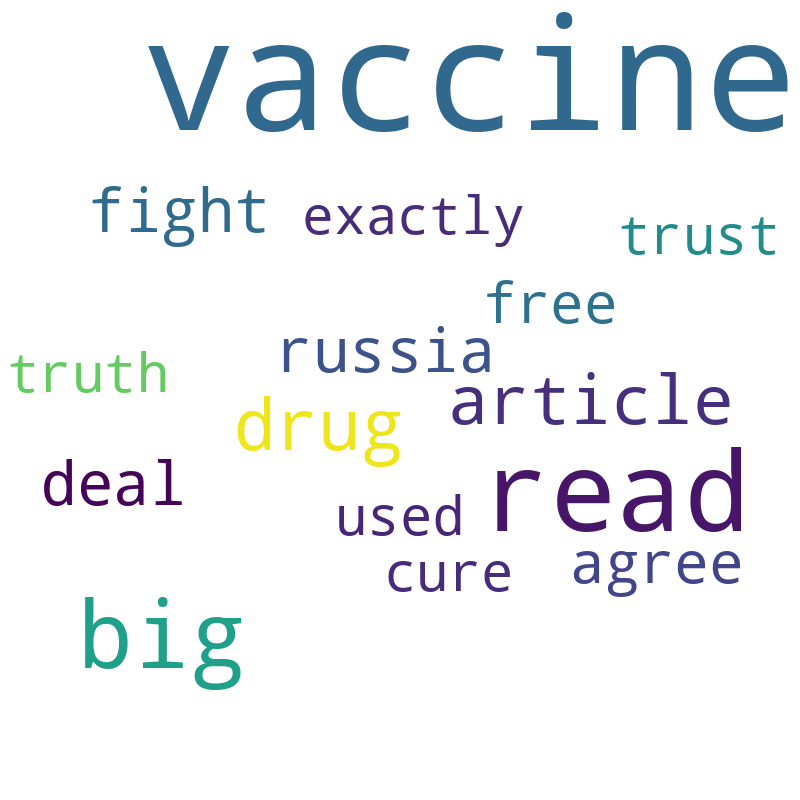 vaccine
fight exactly trust
free
russia
truth
article
drug
deal
read
used
cure agree
big